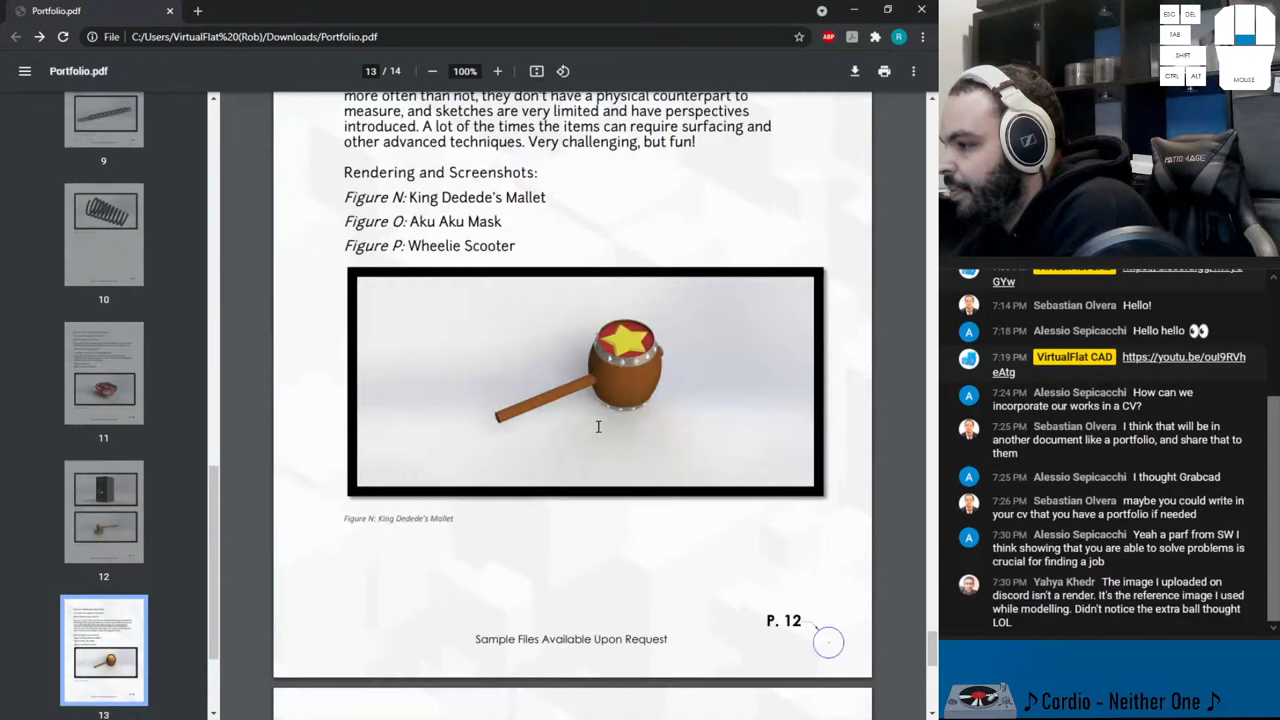 Portfolio.pdf
File
C:/Users/VirtualFlat%20(Rob)/Downloads/Portfolio.pdf
ABP
R
Portfolio.pdf
13 / 14
100%
9
10
11
12
13
more often than not, they don't have a physical counterpart to
measure, and sketches are very limited and have perspectives
introduced. A lot of the times the items can require surfacing and
other advanced techniques. Very challenging, but fun!
Rendering and Screenshots:
Figure N: King Dedede's Mallet
Figure O: Aku Aku Mask
Figure P: Wheelie Scooter
Figure N: King Dedede's Mallet
P. 12
Sample Files Available Upon Request
ESC
DEL
TAB
SHIFT
CTRL
ALT
MOUSE
GYw
7:14 PM Sebastian Olvera Hello!
A
7:18 PM Alessio Sepicacchi Hello hello 👀
7:19 PM VirtualFlat CAD https://youtu.be/ouI9RVh
eAtg
A
7:24 PM Alessio Sepicacchi How can we
incorporate our works in a CV?
7:25 PM Sebastian Olvera I think that will be in
another document like a portfolio, and share that to
them
A
7:25 PM Alessio Sepicacchi I thought Grabcad
7:26 PM Sebastian Olvera maybe you could write in
your cv that you have a portfolio if needed
A
7:30 PM Alessio Sepicacchi Yeah a parf from SW I
think showing that you are able to solve problems is
crucial for finding a job
7:30 PM Yahya Khedr The image I uploaded on
discord isn't a render. It's the reference image I used
while modelling. Didn't notice the extra ball thought
LOL
♪ Cordio - Neither One ♪